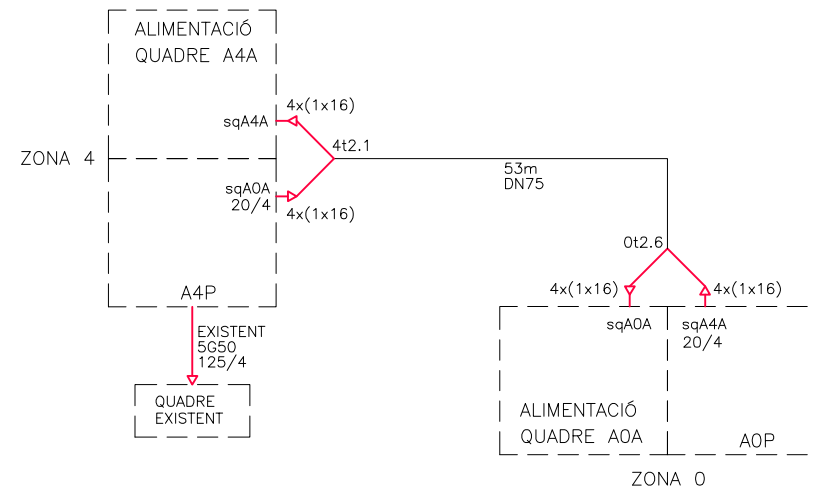 ALIMENTACIÓ
QUADRE A4A
4x(1x16)
sqA4A
4t2.1
ZONA 4
53m
DN75
sqA0A
20/4
4x(1x16)
0t2.6
A4P
4x(1x16)
4x(1x16)
EXISTENT
5G50
125/4
sqA0A
sqA4A
20/4
QUADRE
EXISTENT
ALIMENTACIÓ
QUADRE A0A
A0P
ZONA 0